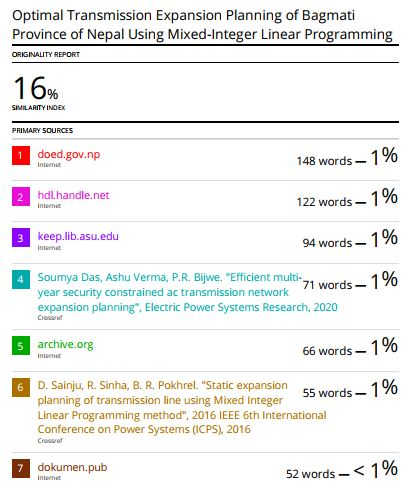 Optimal Transmission Expansion Planning of Bagmati
Province of Nepal Using Mixed-Integer Linear Programming
ORIGINALITY REPORT
16%
SIMILARITY INDEX
PRIMARY SOURCES
1 doed.gov.np 148 words — 1%
Internet
2 hdl.handle.net 122 words — 1%
Internet
3 keep.lib.asu.edu 94 words — 1%
Internet
4 Soumya Das, Ashu Verma, P.R. Bijwe. "Efficient multi- 71 words — 1%
year security constrained ac transmission network
expansion planning", Electric Power Systems Research, 2020
Crossref
5 archive.org 66 words — 1%
Internet
6 D. Sainju, R. Sinha, B. R. Pokhrel. "Static expansion 55 words — 1%
planning of transmission line using Mixed Integer
Linear Programming method", 2016 IEEE 6th International
Conference on Power Systems (ICPS), 2016
Crossref
7 dokumen.pub 52 words — < 1%
Internet